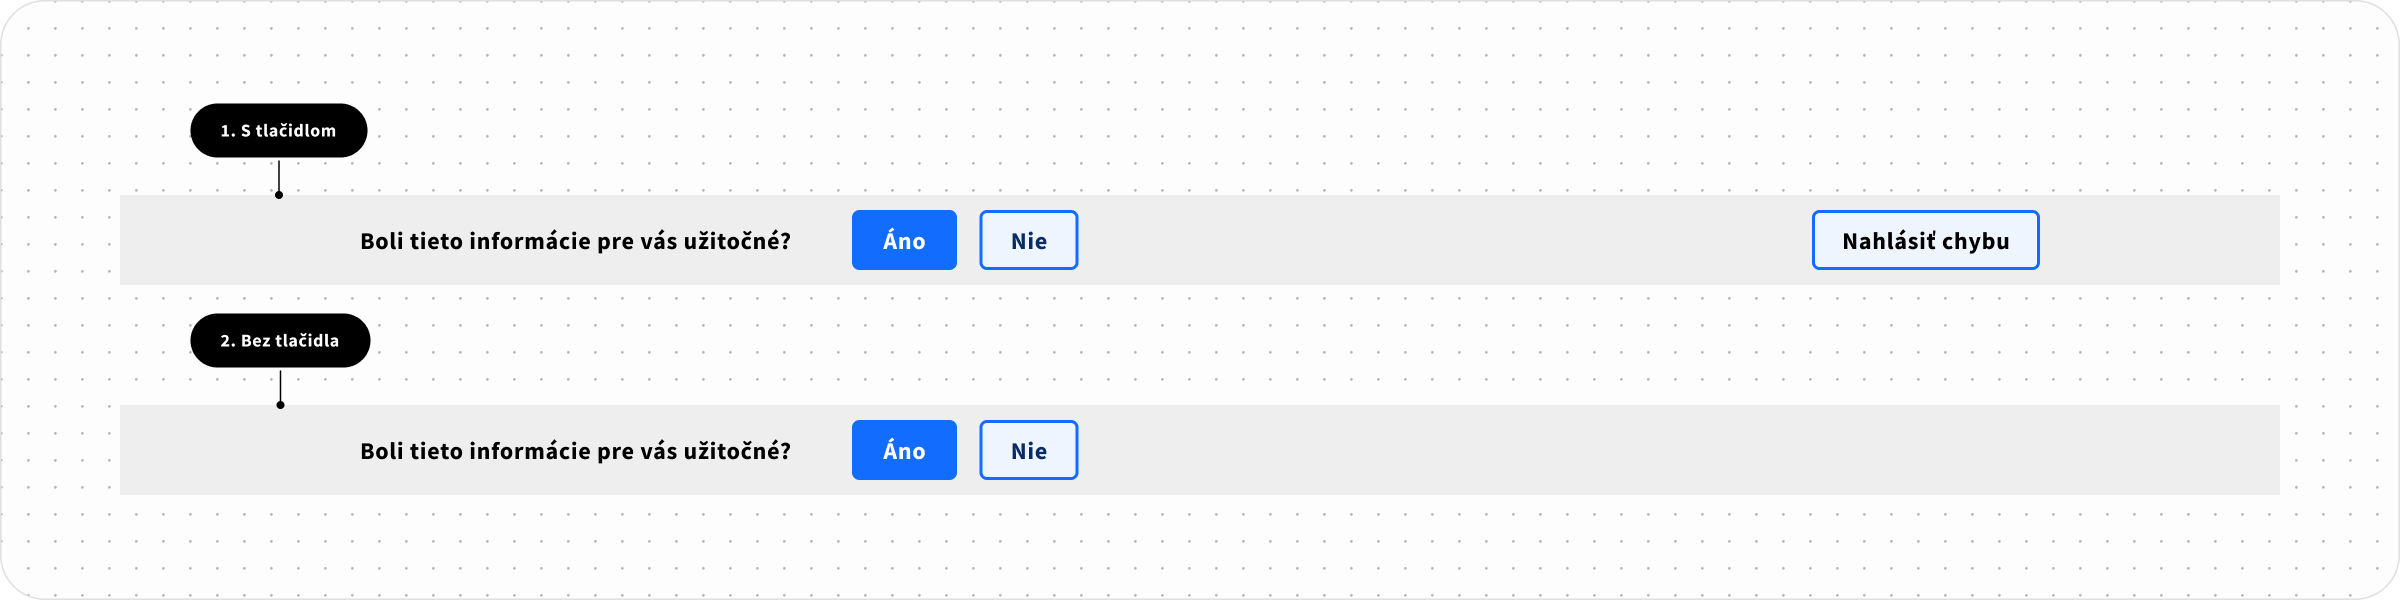 1. S tlačidlom
Boli tieto informácie pre vás užitočné? Áno Nie Nahlásiť chybu
2. Bez tlačidla
Boli tieto informácie pre vás užitočné? Áno Nie